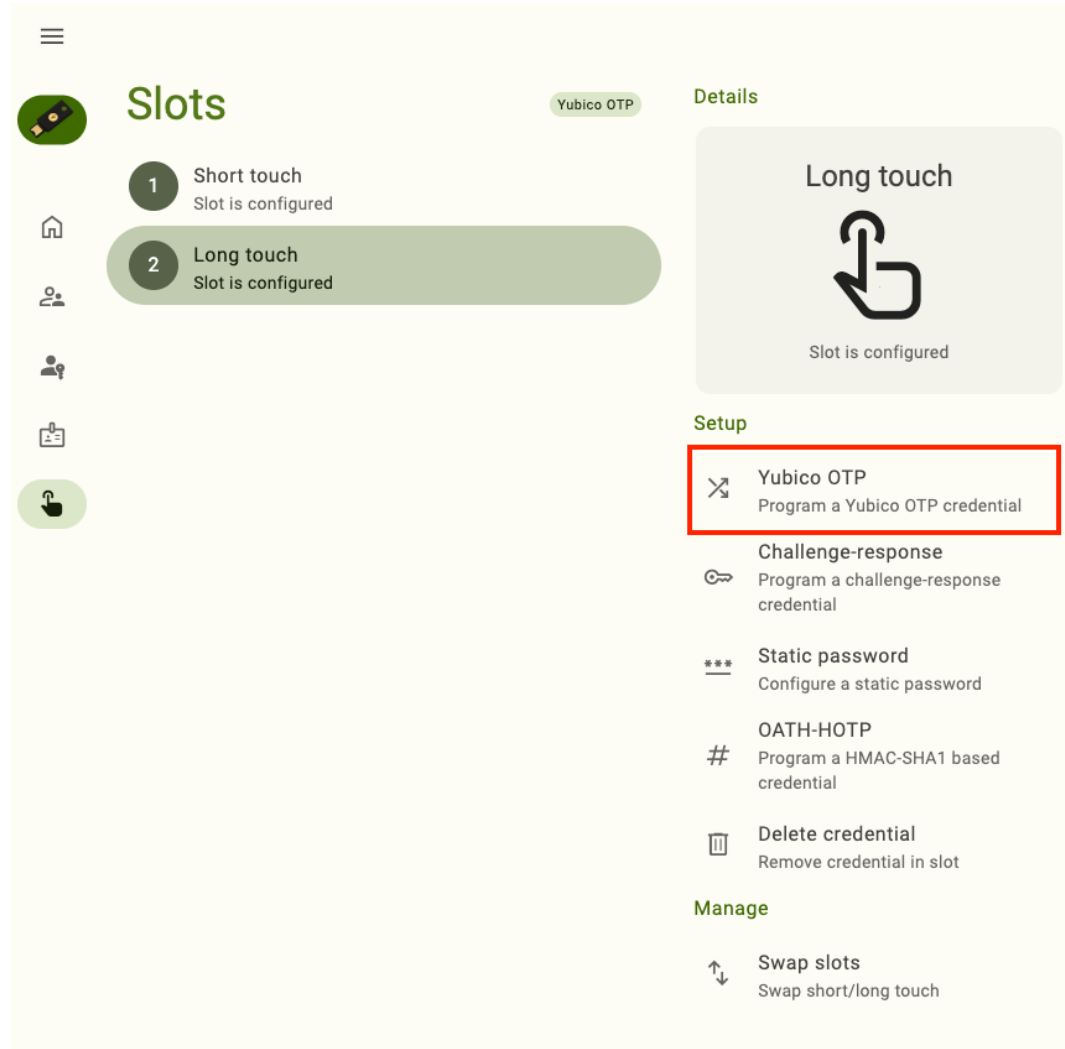 Slots
Yubico OTP
1
Short touch
Slot is configured
2
Long touch
Slot is configured
Details
Long touch
Slot is configured
Setup
Yubico OTP
Program a Yubico OTP credential
Challenge-response
Program a challenge-response
credential
***
Static password
Configure a static password
#
OATH-HOTP
Program a HMAC-SHA1 based
credential
Delete credential
Remove credential in slot
Manage
Swap slots
Swap short/long touch